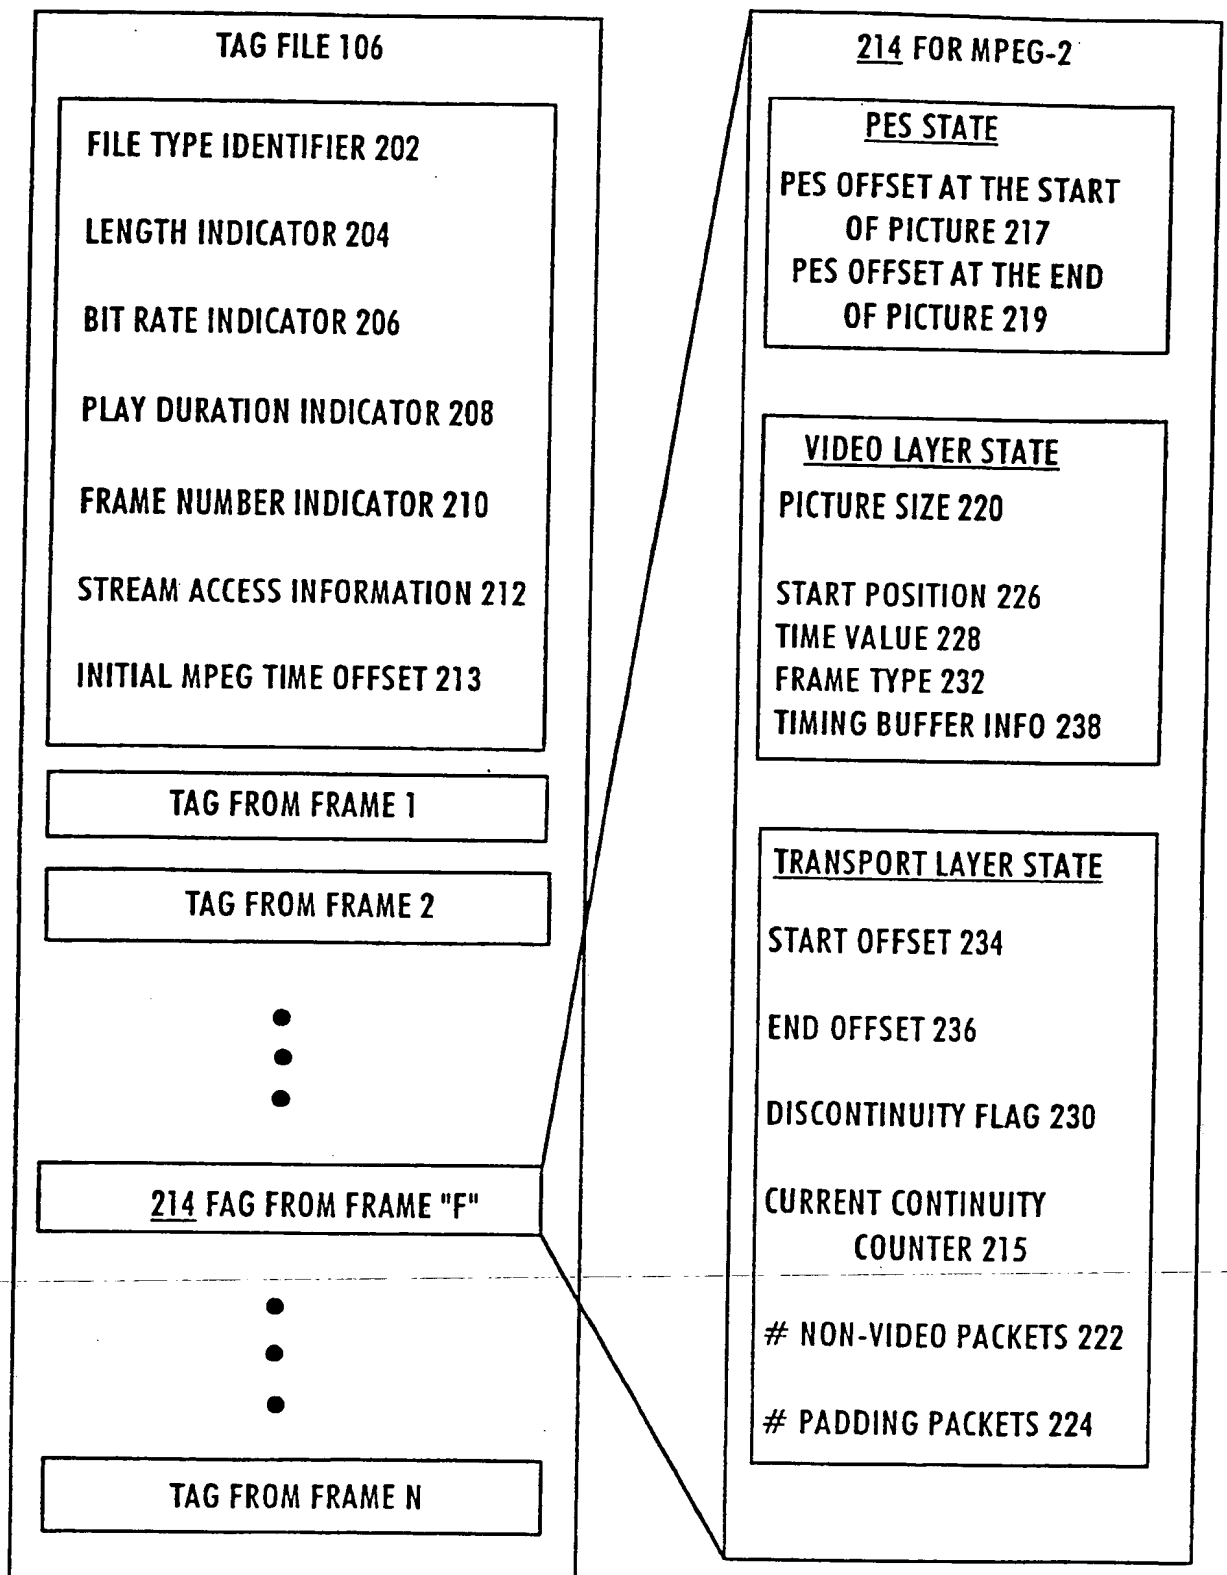 TAG FILE 106
FILE TYPE IDENTIFIER 202
LENGTH INDICATOR 204
BIT RATE INDICATOR 206
PLAY DURATION INDICATOR 208
FRAME NUMBER INDICATOR 210
STREAM ACCESS INFORMATION 212
INITIAL MPEG TIME OFFSET 213
TAG FROM FRAME 1
TAG FROM FRAME 2
214 FAG FROM FRAME "F"
TAG FROM FRAME N
214 FOR MPEG-2
PES STATE
PES OFFSET AT THE START
OF PICTURE 217
PES OFFSET AT THE END
OF PICTURE 219
VIDEO LAYER STATE
PICTURE SIZE 220
START POSITION 226
TIME VALUE 228
FRAME TYPE 232
TIMING BUFFER INFO 238
TRANSPORT LAYER STATE
START OFFSET 234
END OFFSET 236
DISCONTINUITY FLAG 230
CURRENT CONTINUITY
COUNTER 215
# NON-VIDEO PACKETS 222
# PADDING PACKETS 224